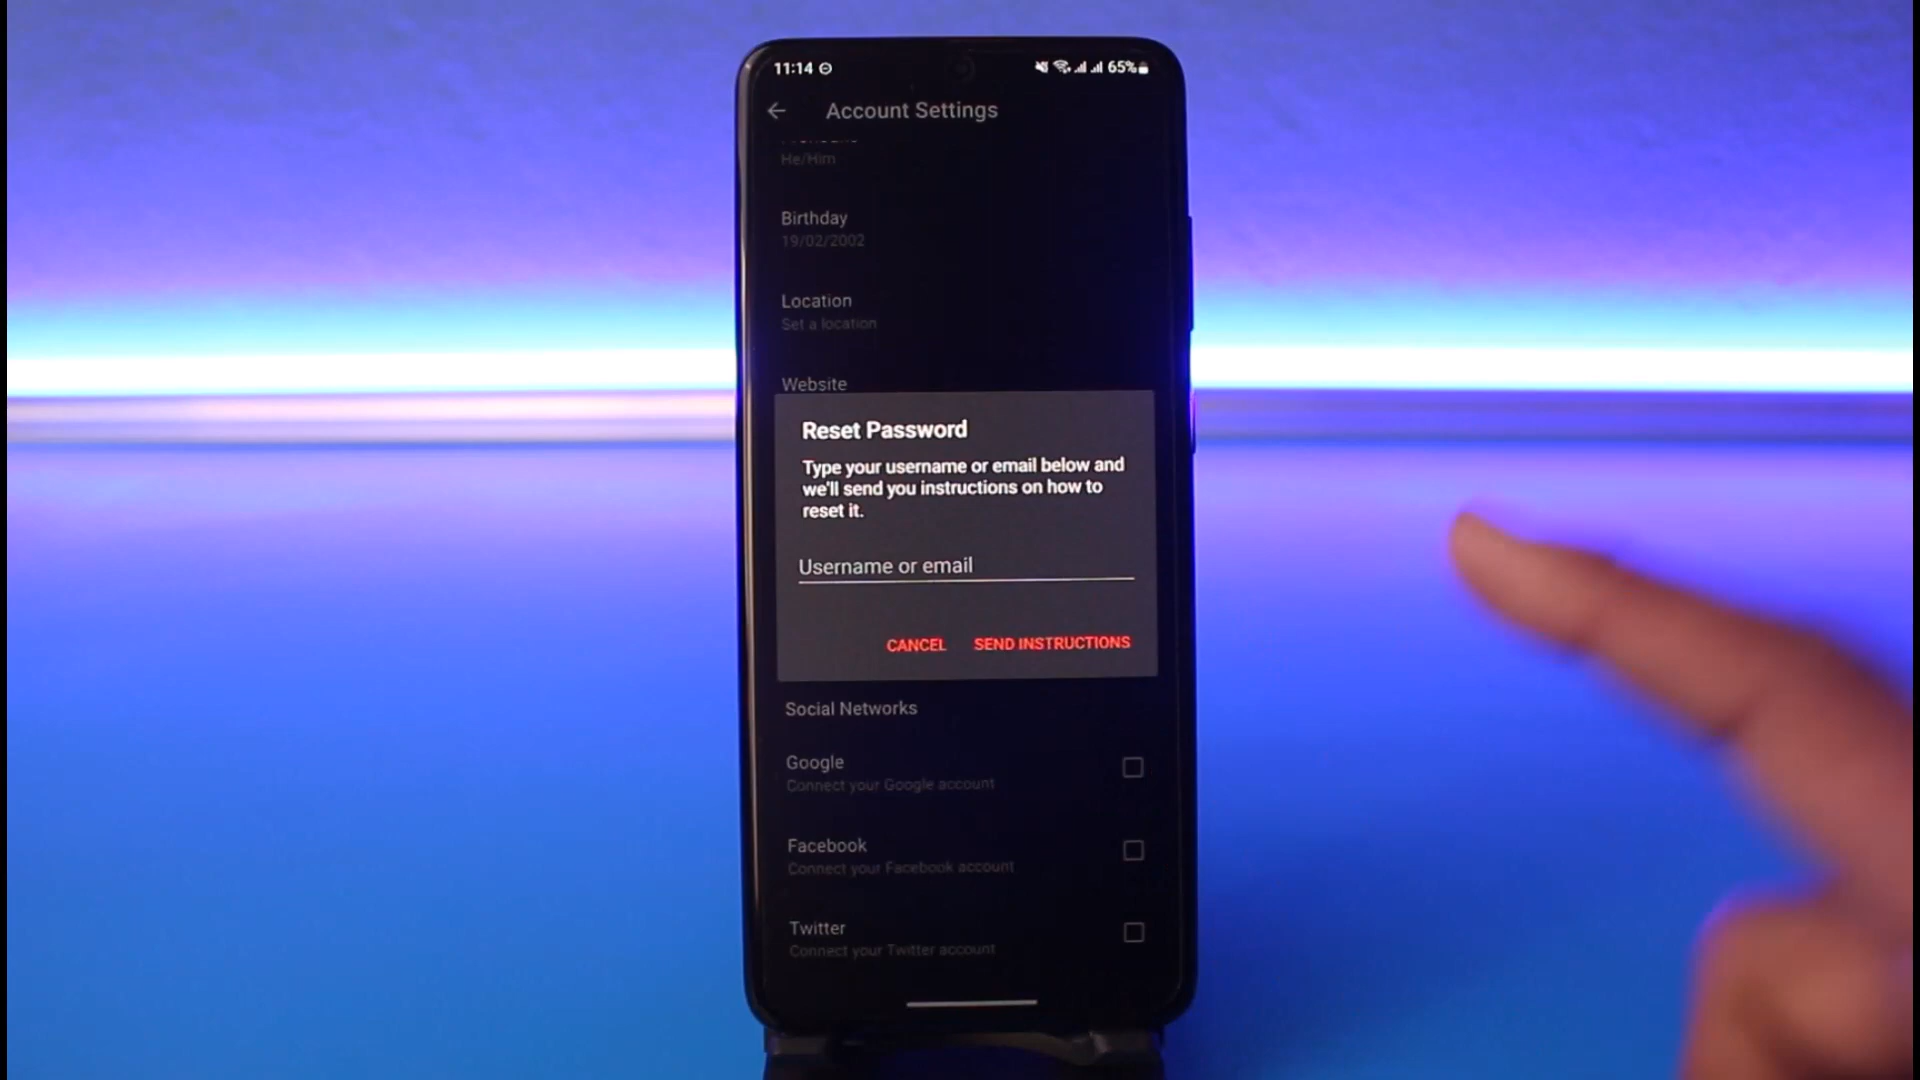 11:14
65%
Account Settings
He/Him
Birthday
19/02/2002
Location
Set a location
Website
Reset Password
Type your username or email below and
we'll send you instructions on how to
reset it.
Username or email
CANCEL SEND INSTRUCTIONS
Social Networks
Google
Connect your Google account
Facebook
Connect your Facebook account
Twitter
Connect your Twitter account